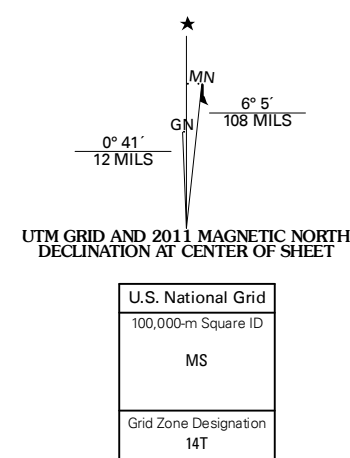 MN
6° 5´
108 MILS
GN
0° 41´
12 MILS
UTM GRID AND 2011 MAGNETIC NORTH
DECLINATION AT CENTER OF SHEET
U.S. National Grid
100,000-m Square ID
MS
Grid Zone Designation
14T